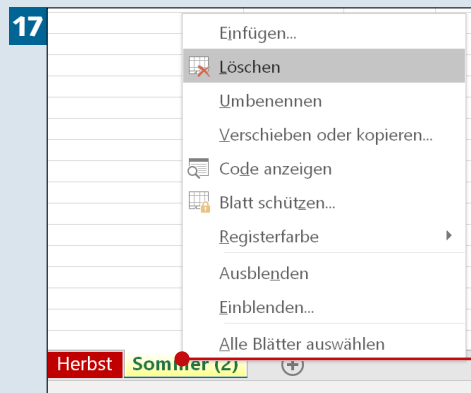 17
Einfügen...
Löschen
Umbenennen
Verschieben oder kopieren...
Code anzeigen
Blatt schützen...
Registerfarbe
Ausblenden
Einblenden...
Alle Blätter auswählen
Herbst Sommer (2)